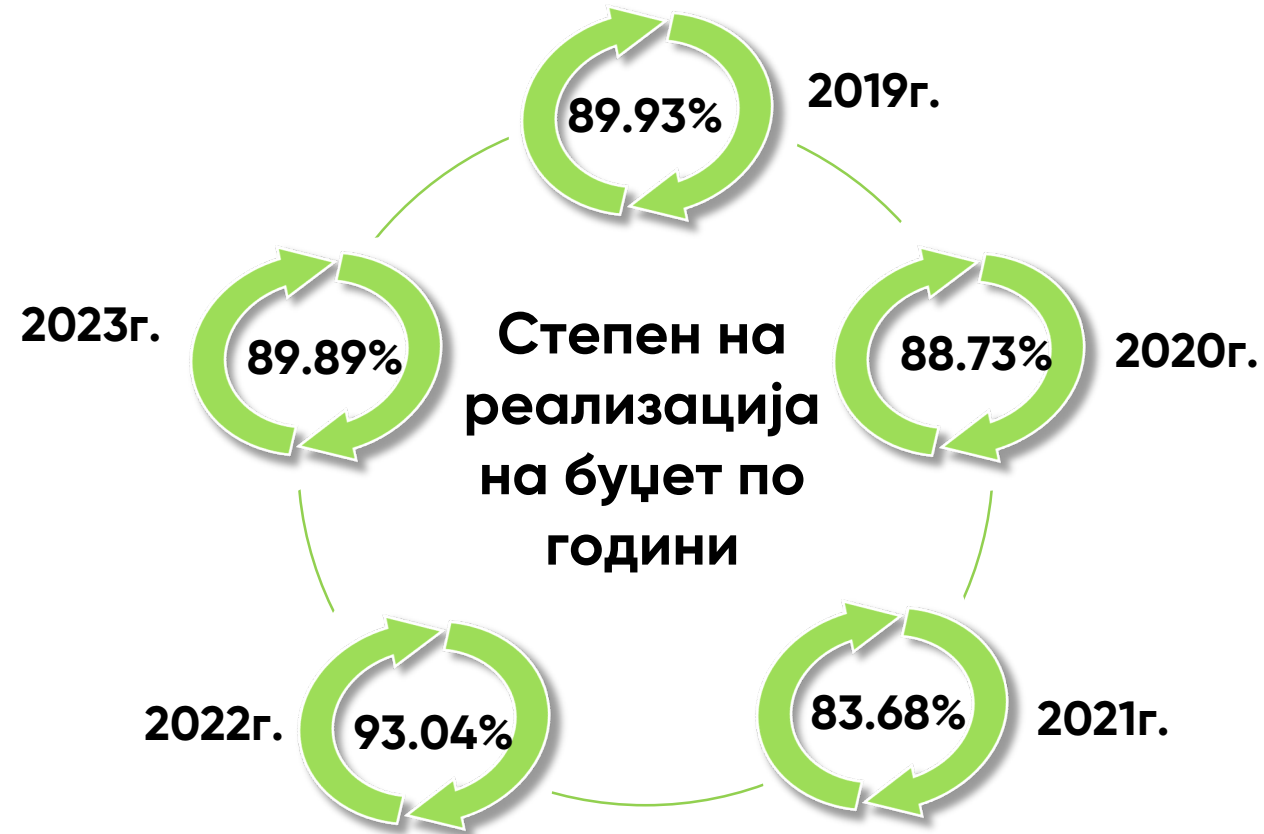 Степен на
реализација
на буџет по
години
89.93%
2019г.
88.73%
2020г.
83.68%
2021г.
93.04%
2022г.
89.89%
2023г.